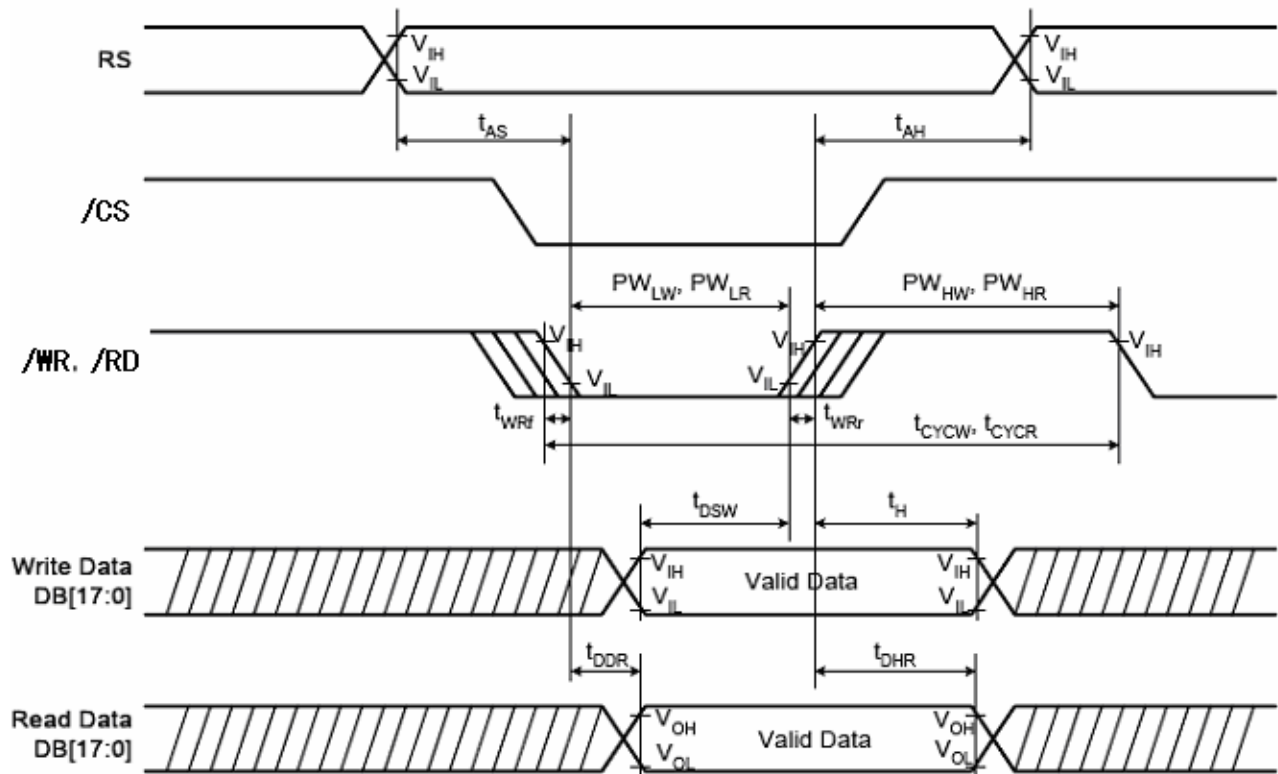 RS
V_IH
V_IL
V_IH
V_IL
t_AS
t_AH
/CS
PW_LW, PW_LR
PW_HW, PW_HR
/WR. /RD
V_IH
V_IL
V_IH
V_IL
V_IH
t_WRf
t_WRr
t_CYCW, t_CYCR
t_DSW
t_H
Write Data
DB[17:0]
V_IH
V_IL
Valid Data
V_IH
V_IL
t_DDR
t_DHR
Read Data
DB[17:0]
V_OH
V_OL
Valid Data
V_OH
V_OL